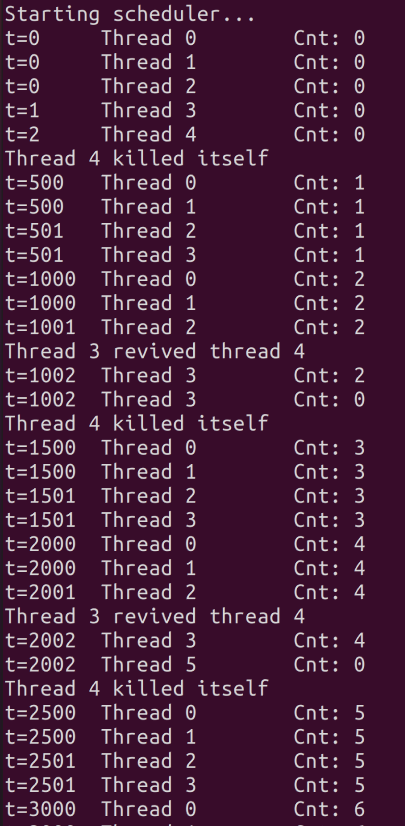 Starting scheduler...
t=0 Thread 0 Cnt: 0
t=0 Thread 1 Cnt: 0
t=0 Thread 2 Cnt: 0
t=1 Thread 3 Cnt: 0
t=2 Thread 4 Cnt: 0
Thread 4 killed itself
t=500 Thread 0 Cnt: 1
t=500 Thread 1 Cnt: 1
t=501 Thread 2 Cnt: 1
t=501 Thread 3 Cnt: 1
t=1000 Thread 0 Cnt: 2
t=1000 Thread 1 Cnt: 2
t=1001 Thread 2 Cnt: 2
Thread 3 revived thread 4
t=1002 Thread 3 Cnt: 2
t=1002 Thread 3 Cnt: 0
Thread 4 killed itself
t=1500 Thread 0 Cnt: 3
t=1500 Thread 1 Cnt: 3
t=1501 Thread 2 Cnt: 3
t=1501 Thread 3 Cnt: 3
t=2000 Thread 0 Cnt: 4
t=2000 Thread 1 Cnt: 4
t=2001 Thread 2 Cnt: 4
Thread 3 revived thread 4
t=2002 Thread 3 Cnt: 4
t=2002 Thread 5 Cnt: 0
Thread 4 killed itself
t=2500 Thread 0 Cnt: 5
t=2500 Thread 1 Cnt: 5
t=2501 Thread 2 Cnt: 5
t=2501 Thread 3 Cnt: 5
t=3000 Thread 0 Cnt: 6